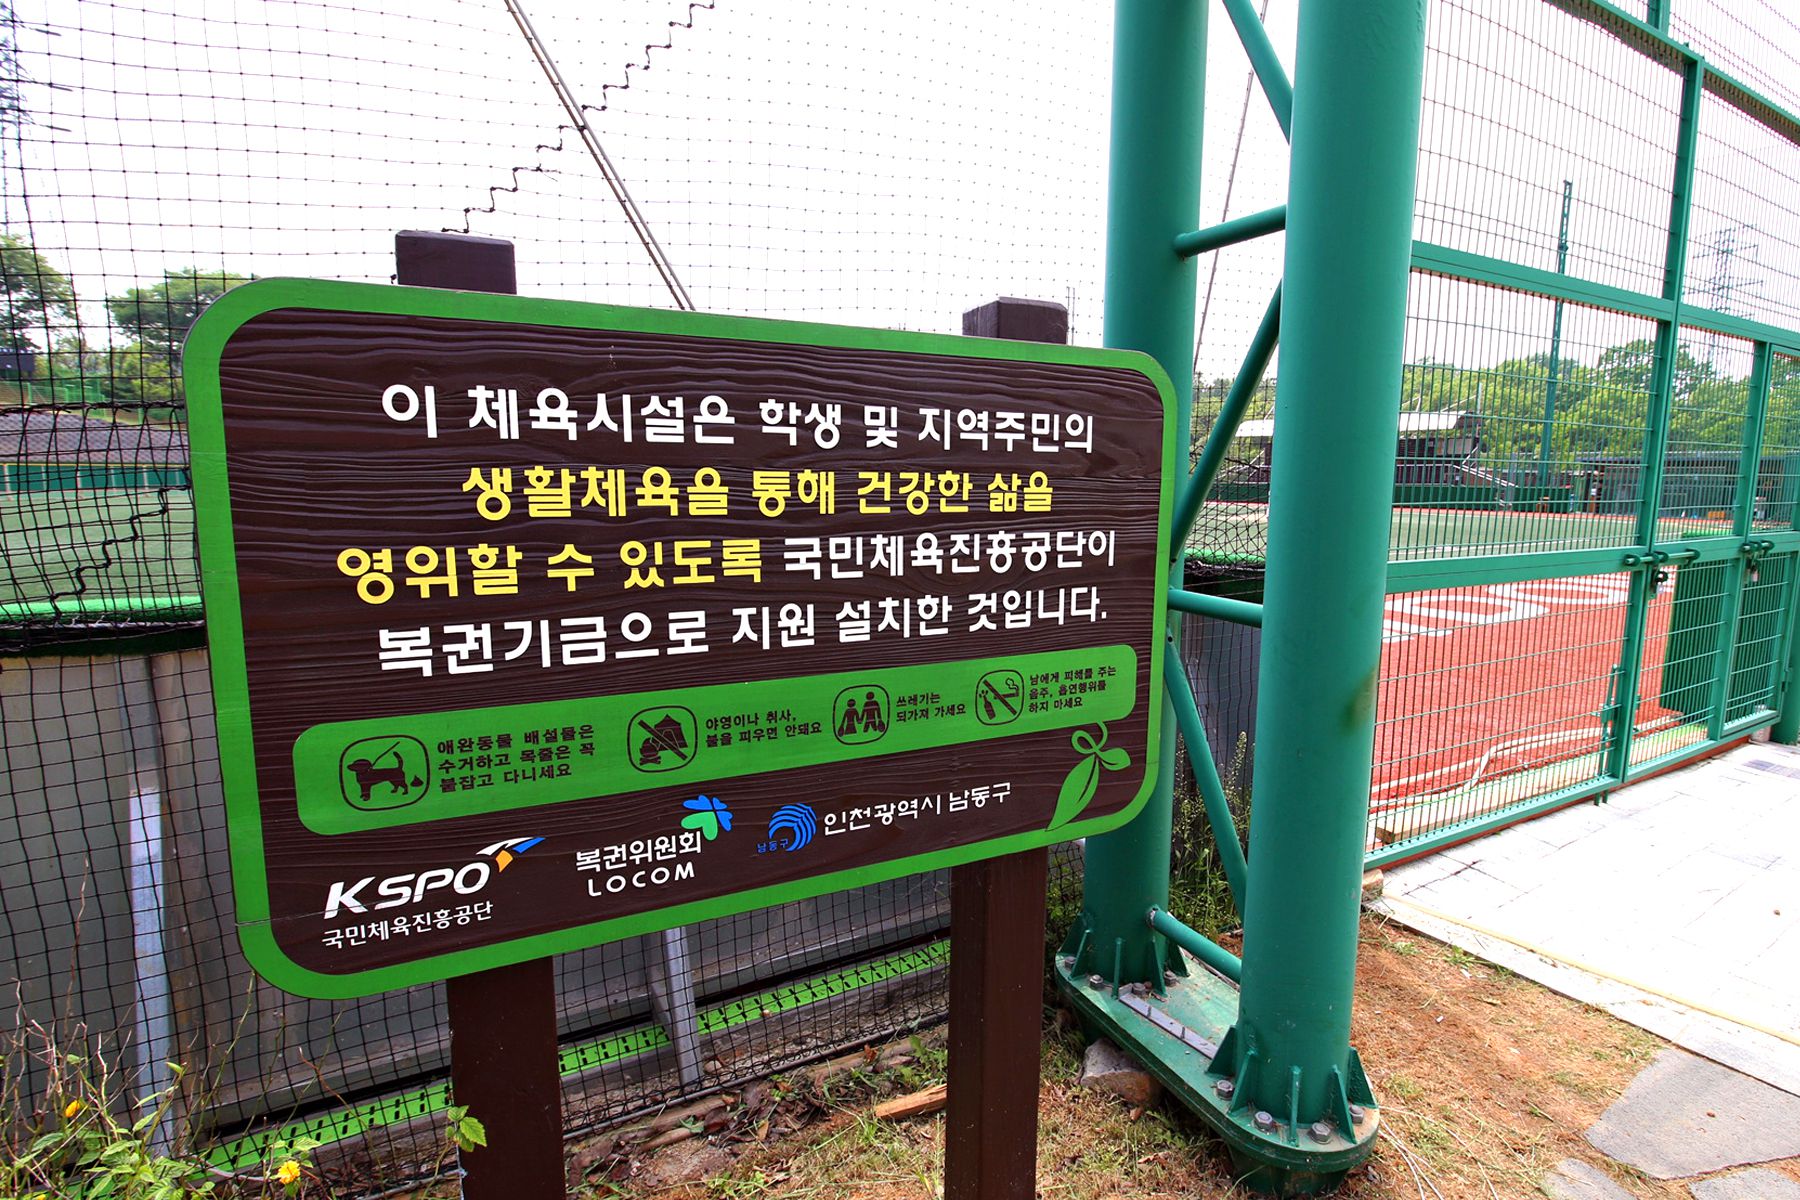 이 체육시설은 학생 및 지역주민의
생활체육을 통해 건강한 삶을
영위할 수 있도록 국민체육진흥공단이
복권기금으로 지원 설치한 것입니다.
애완동물 배설물은
수거하고 목줄은 꼭
붙잡고 다니세요
야영이나 취사,
불을 피우면 안돼요
쓰레기는
되가져 가세요
남에게 피해를 주는
음주, 흡연행위를
하지 마세요
KSPO
국민체육진흥공단
복권위원회
LOCOM
남동구
인천광역시 남동구